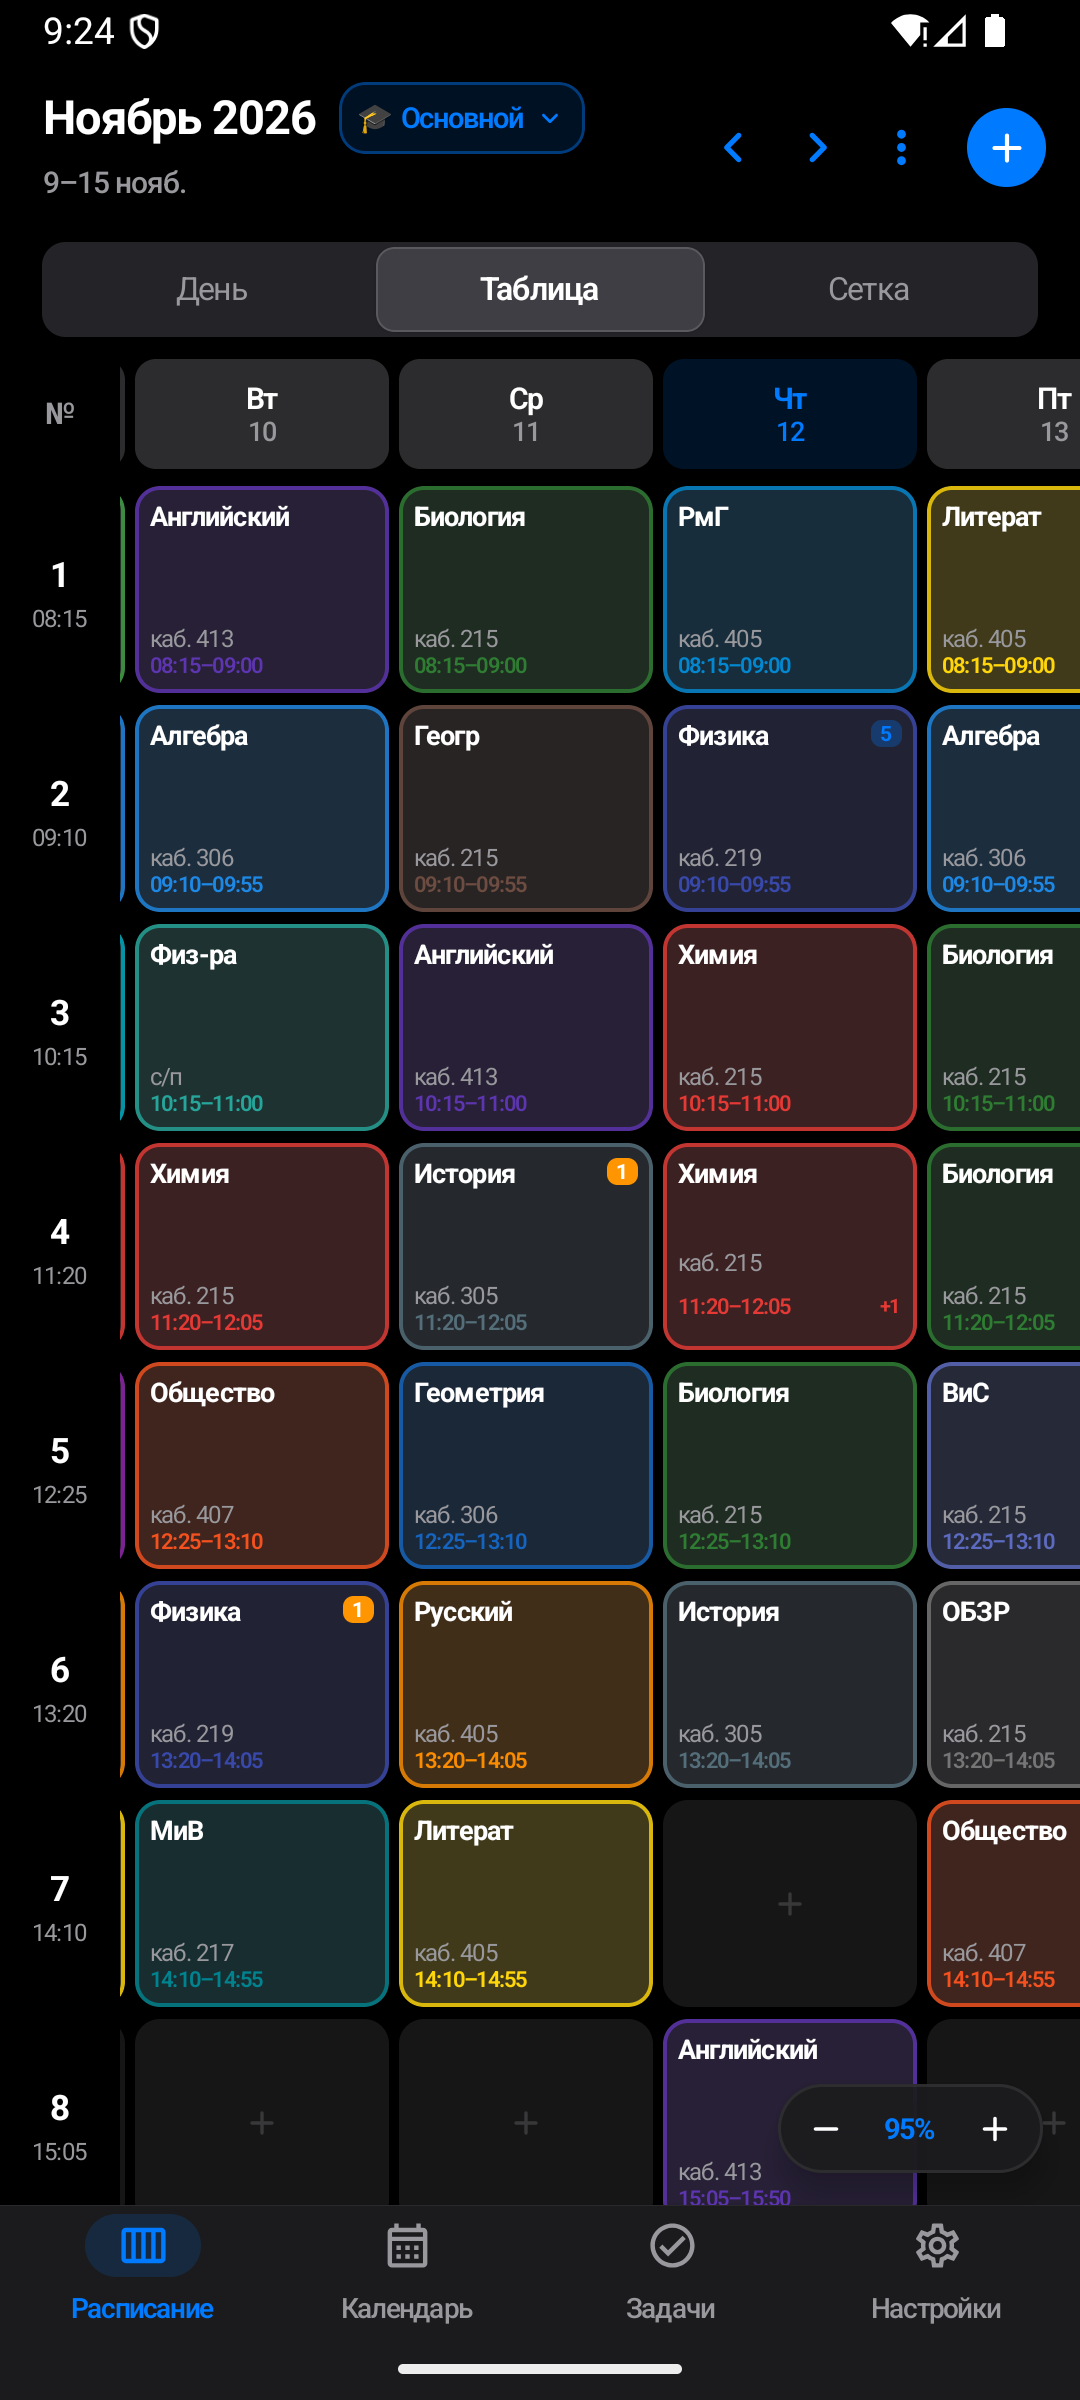 9:24
Ноябрь 2026
Основной
9–15 нояб.
День
Таблица
Сетка
№
Вт
10
Ср
11
Чт
12
Пт
13
1
08:15
Английский
каб. 413
08:15–09:00
Биология
каб. 215
08:15–09:00
РмГ
каб. 405
08:15–09:00
Литерат
каб. 405
08:15–09:00
2
09:10
Алгебра
каб. 306
09:10–09:55
Геогр
каб. 215
09:10–09:55
Физика
5
каб. 219
09:10–09:55
Алгебра
каб. 306
09:10–09:55
3
10:15
Физ-ра
с/п
10:15–11:00
Английский
каб. 413
10:15–11:00
Химия
каб. 215
10:15–11:00
Биология
каб. 215
10:15–11:00
4
11:20
Химия
каб. 215
11:20–12:05
История
1
каб. 305
11:20–12:05
Химия
каб. 215
11:20–12:05
+1
Биология
каб. 215
11:20–12:05
5
12:25
Общество
каб. 407
12:25–13:10
Геометрия
каб. 306
12:25–13:10
Биология
каб. 215
12:25–13:10
ВиС
каб. 215
12:25–13:10
6
13:20
Физика
1
каб. 219
13:20–14:05
Русский
каб. 405
13:20–14:05
История
каб. 305
13:20–14:05
ОБЗР
каб. 215
13:20–14:05
7
14:10
МиВ
каб. 217
14:10–14:55
Литерат
каб. 405
14:10–14:55
Общество
каб. 407
14:10–14:55
8
15:05
Английский
каб. 413
15:05–15:50
95%
Расписание
Календарь
Задачи
Настройки